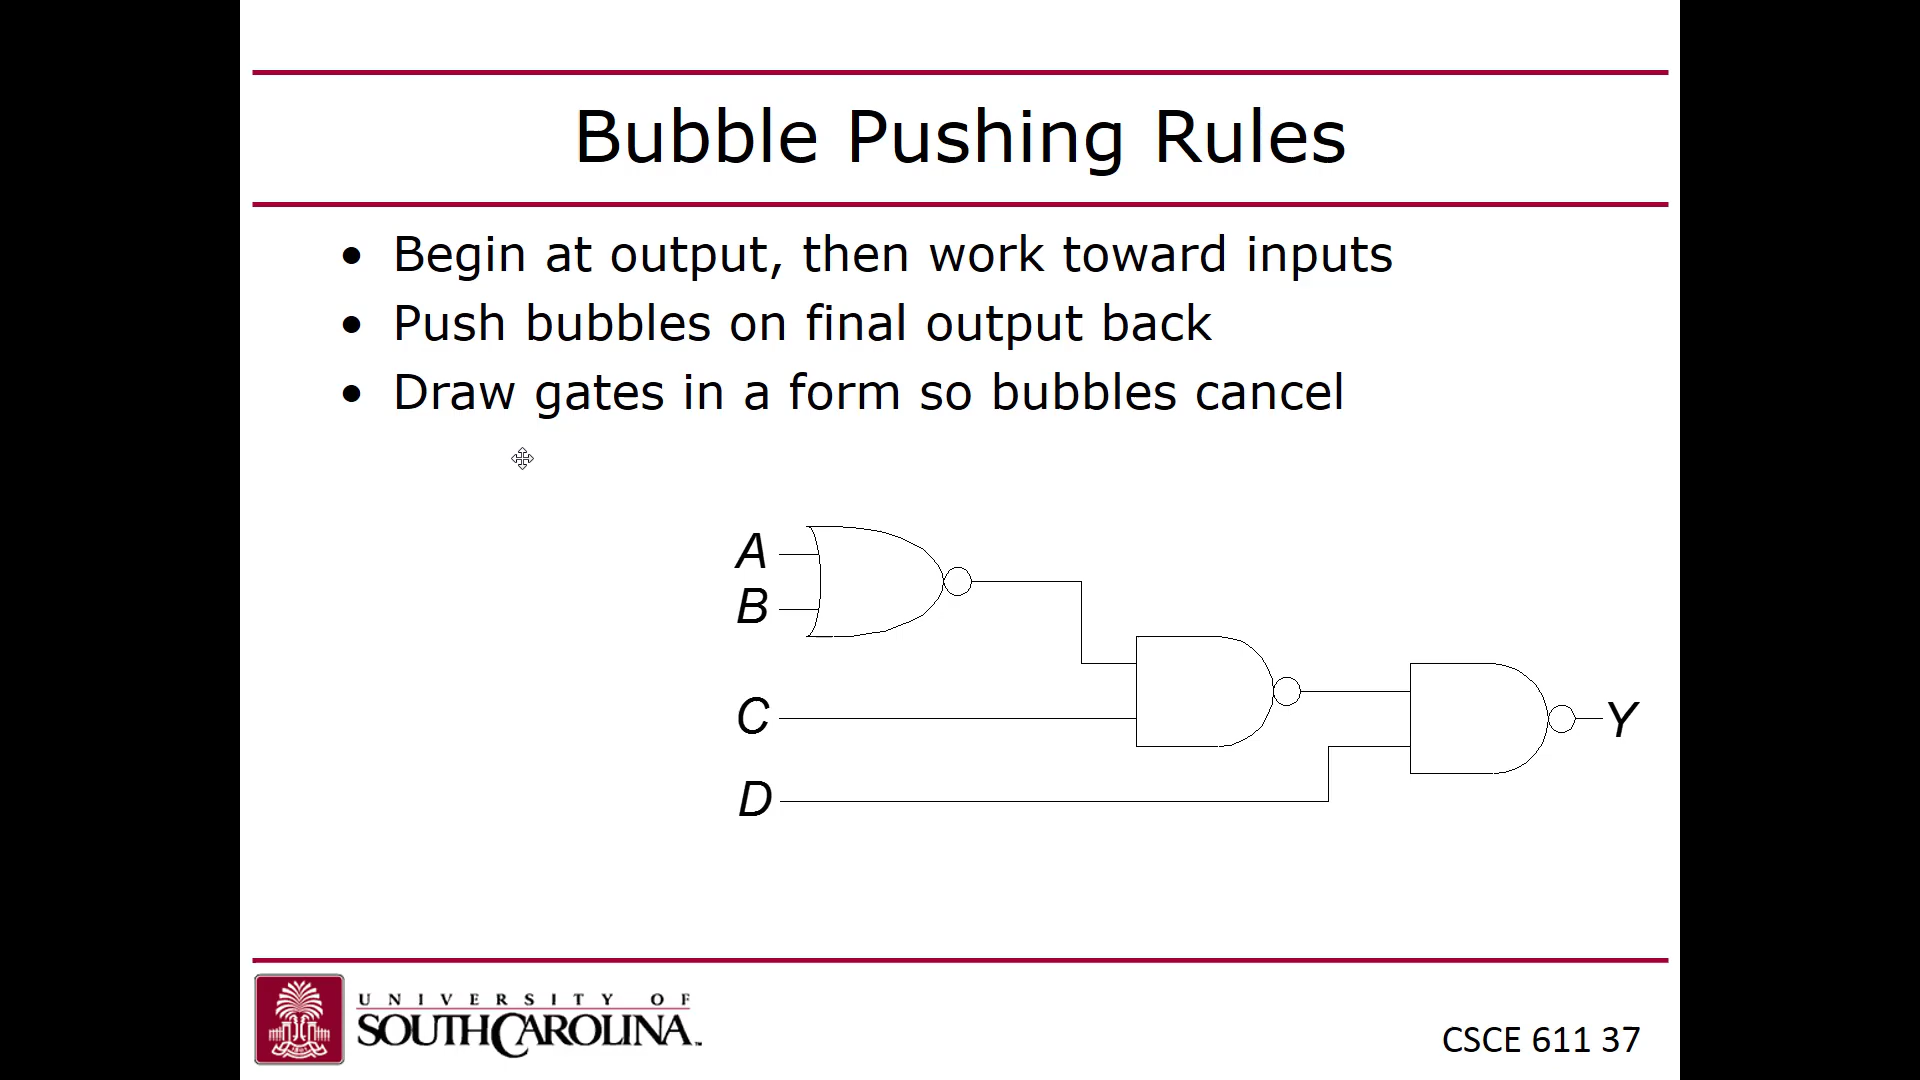 Bubble Pushing Rules
• Begin at output, then work toward inputs
• Push bubbles on final output back
• Draw gates in a form so bubbles cancel
A
B
C
D
Y
UNIVERSITY OF
SOUTH CAROLINA™
CSCE 611 37